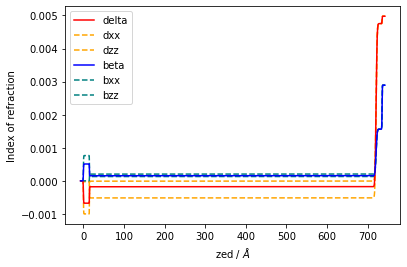 0.005
0.004
0.003
0.002
0.001
0.000
-0.001
Index of refraction
delta
dxx
dzz
beta
bxx
bzz
0 100 200 300 400 500 600 700
zed / Å